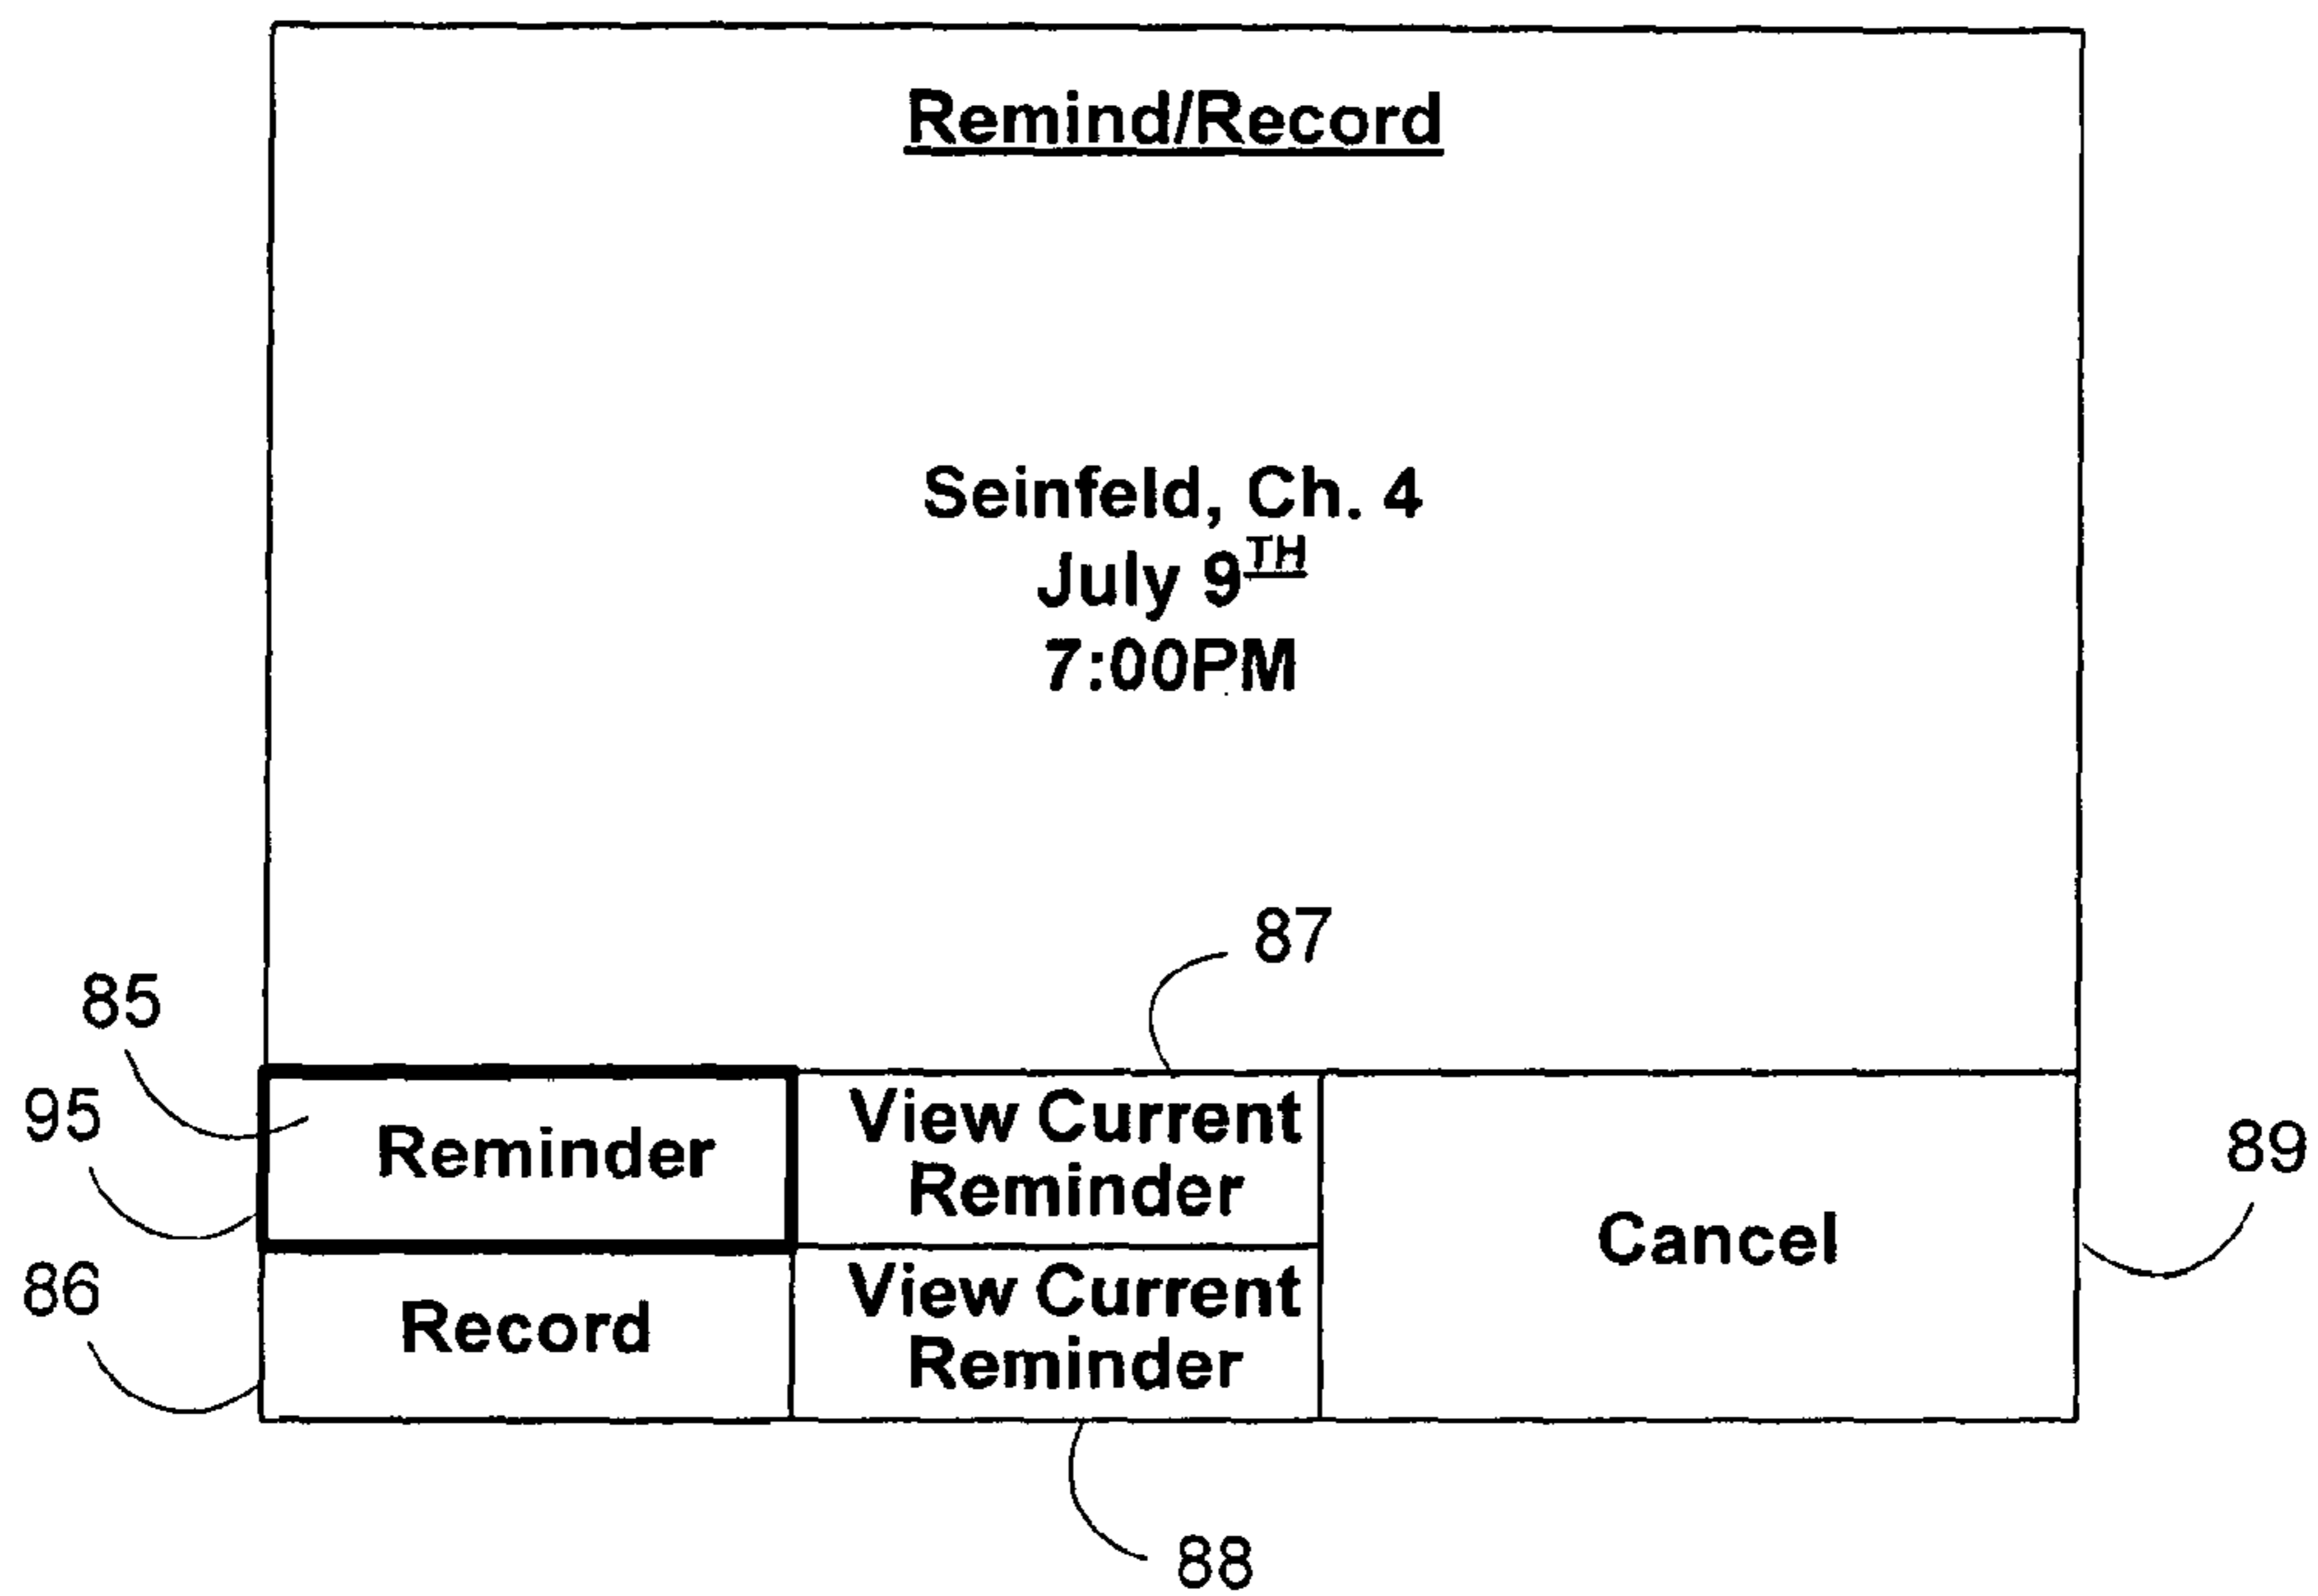 Remind/Record
Seinfeld, Ch. 4
July 9TH
7:00PM
87
85
95
86
Reminder
View Current
Reminder
Record
View Current
Reminder
Cancel
89
88